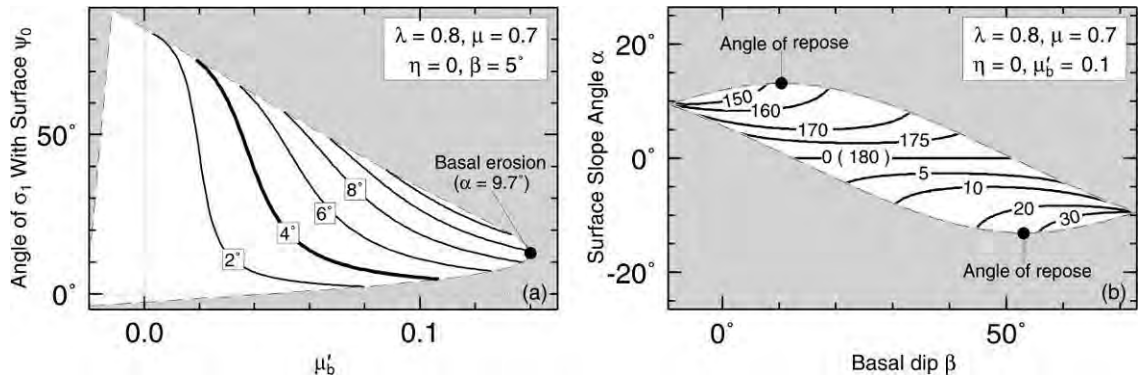 Angle of σ₁ With Surface ψ₀
50°
0°
λ = 0.8, μ = 0.7
η = 0, β = 5°
Basal erosion
(α = 9.7°)
2°
4°
6°
8°
(a)
0.0
0.1
μ′b
Surface Slope Angle α
20°
0°
-20°
Angle of repose
λ = 0.8, μ = 0.7
η = 0, μ′b = 0.1
150
160
170
175
0 ( 180 )
5
10
20
30
Angle of repose
(b)
0°
50°
Basal dip β